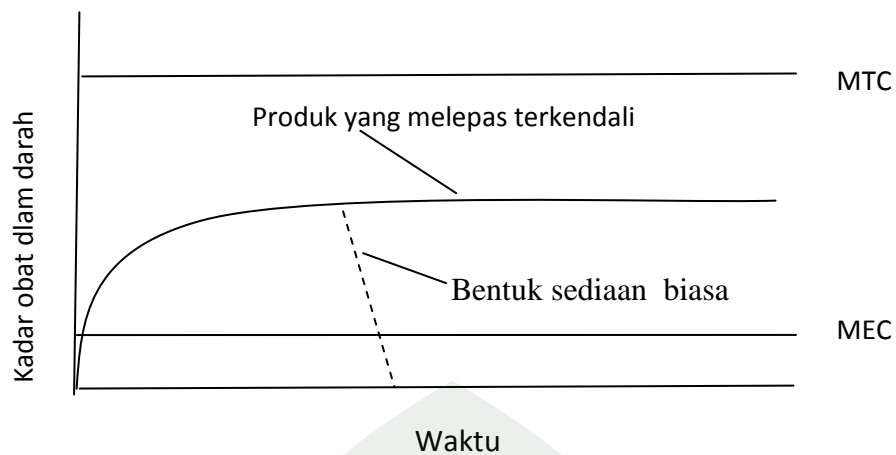 MTC
Produk yang melepas terkendali
Kadar obat dlam darah
Bentuk sediaan biasa
MEC
Waktu